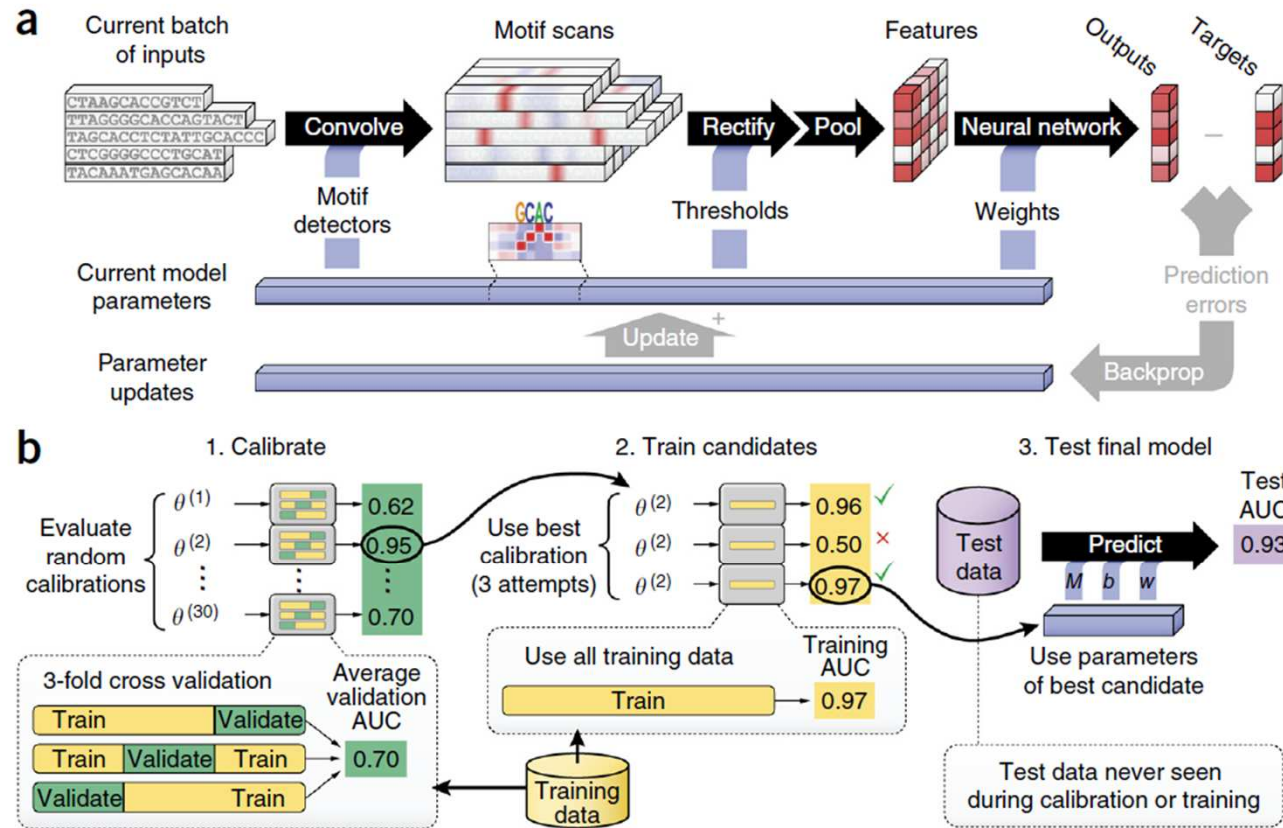 a
Current batch
of inputs
Motif scans
Features
Outputs
Targets
CTAAGCACCGTCT
TTAGGGGCACCAGTACT
TAGCACCTCTATTGCACCC
CTCGGGGCCCTGCAT
TACAAATGAGCACAA
Convolve
Rectify
Pool
Neural network
–
Motif
detectors
GCAC
Thresholds
Weights
Current model
parameters
Prediction
errors
Update
+
Parameter
updates
Backprop
b
1. Calibrate
2. Train candidates
3. Test final model
Evaluate
random
calibrations
θ(1)
0.62
θ(2)
0.95
θ(30)
0.70
Use best
calibration
(3 attempts)
θ(2)
0.96
θ(2)
0.50
θ(2)
0.97
Test
data
Predict
M b w
Test
AUC
0.93
Use parameters
of best candidate
3-fold cross validation
Average
validation
AUC
Train Validate
Train Validate Train
Validate Train
0.70
Use all training data
Training
AUC
Train
0.97
Training
data
Test data never seen
during calibration or training